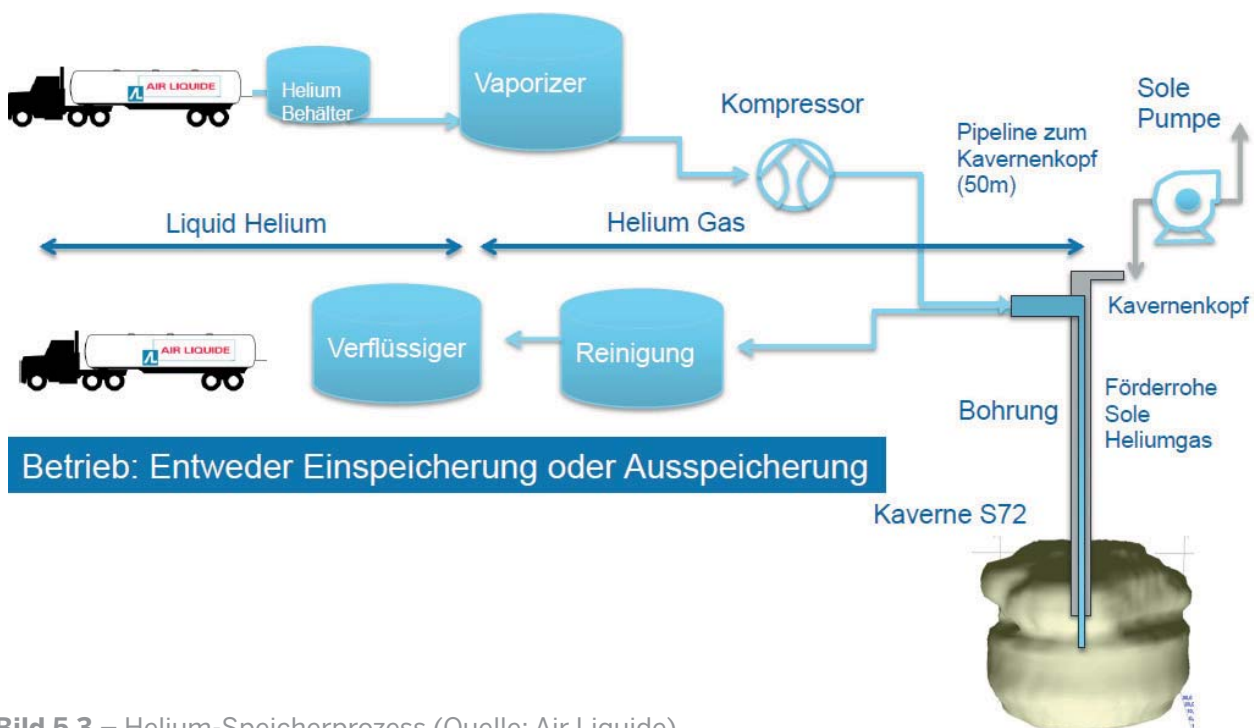 AIR LIQUIDE
Helium
Behälter
Vaporizer
Kompressor
Pipeline zum
Kavernenkopf
(50m)
Sole
Pumpe
Liquid Helium
Helium Gas
AIR LIQUIDE
Verflüssiger
Reinigung
Kavernenkopf
Bohrung
Förderrohe
Sole
Heliumgas
Betrieb: Entweder Einspeicherung oder Ausspeicherung
Kaverne S72
Bild 5.3 – Helium-Speicherprozess (Quelle: Air Liquide)